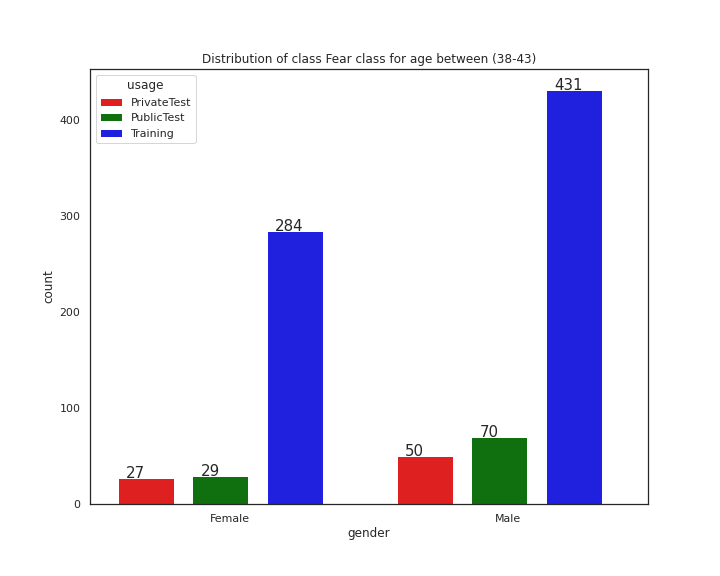 Distribution of class Fear class for age between (38-43)
usage
PrivateTest
PublicTest
Training
431
400
300
284
count
200
100
70
50
27
29
0
Female
Male
gender